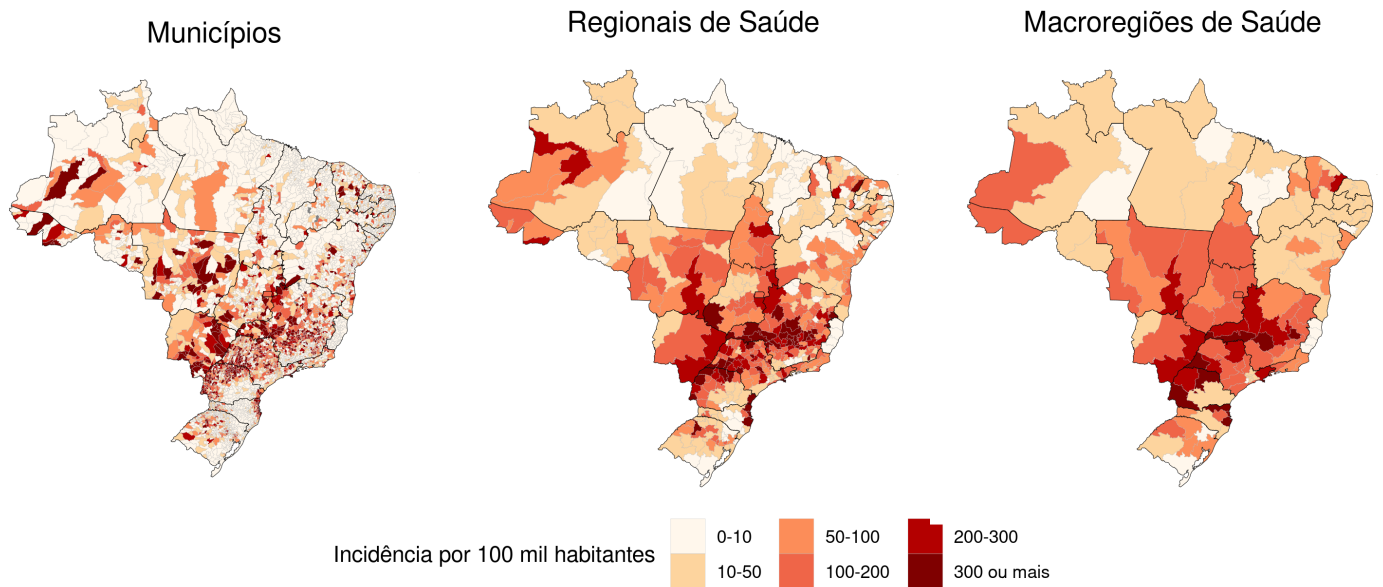 Municípios
Regionais de Saúde
Macroregiões de Saúde
Incidência por 100 mil habitantes
0-10
50-100
200-300
10-50
100-200
300 ou mais